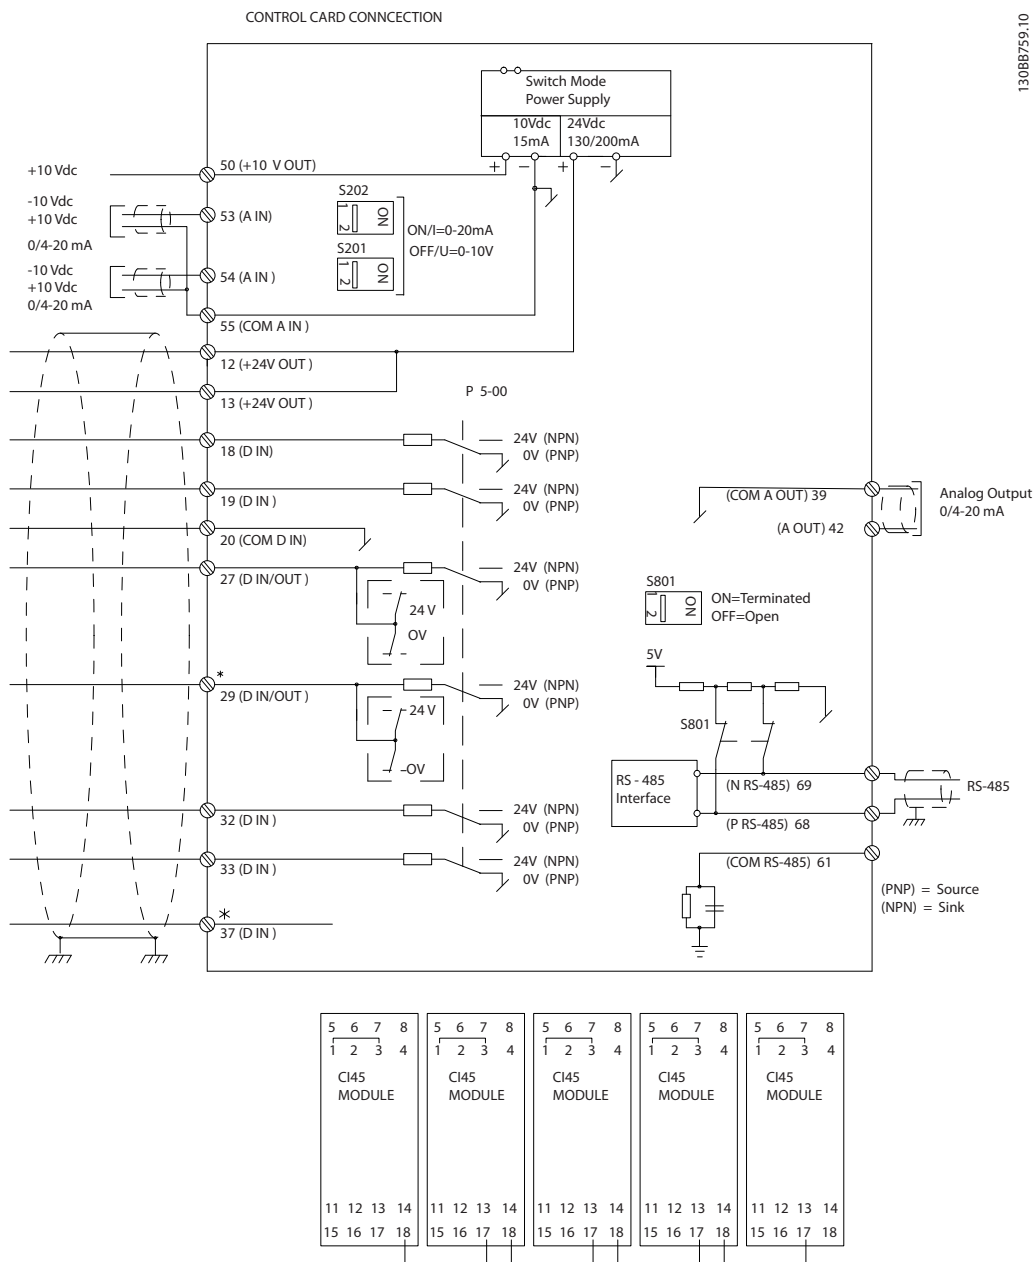 CONTROL CARD CONNCECTION
130BB759.10
Switch Mode
Power Supply
10Vdc
15mA
24Vdc
130/200mA
+ − + −
+10 Vdc
50 (+10 V OUT)
-10 Vdc
+10 Vdc
0/4-20 mA
53 (A IN)
S202
1 2
ON
ON/I=0-20mA
OFF/U=0-10V
S201
1 2
ON
-10 Vdc
+10 Vdc
0/4-20 mA
54 (A IN )
55 (COM A IN )
12 (+24V OUT )
13 (+24V OUT )
P 5-00
18 (D IN)
24V (NPN)
0V (PNP)
19 (D IN )
24V (NPN)
0V (PNP)
20 (COM D IN)
27 (D IN/OUT )
24V (NPN)
0V (PNP)
24 V
OV
*
29 (D IN/OUT )
24V (NPN)
0V (PNP)
24 V
OV
32 (D IN )
24V (NPN)
0V (PNP)
33 (D IN )
24V (NPN)
0V (PNP)
*
37 (D IN )
(COM A OUT) 39
(A OUT) 42
Analog Output
0/4-20 mA
S801
1 2
ON
ON=Terminated
OFF=Open
5V
S801
RS - 485
Interface
(N RS-485) 69
(P RS-485) 68
RS-485
(COM RS-485) 61
(PNP) = Source
(NPN) = Sink
5 6 7 8
1 2 3 4
CI45
MODULE
11 12 13 14
15 16 17 18
5 6 7 8
1 2 3 4
CI45
MODULE
11 12 13 14
15 16 17 18
5 6 7 8
1 2 3 4
CI45
MODULE
11 12 13 14
15 16 17 18
5 6 7 8
1 2 3 4
CI45
MODULE
11 12 13 14
15 16 17 18
5 6 7 8
1 2 3 4
CI45
MODULE
11 12 13 14
15 16 17 18